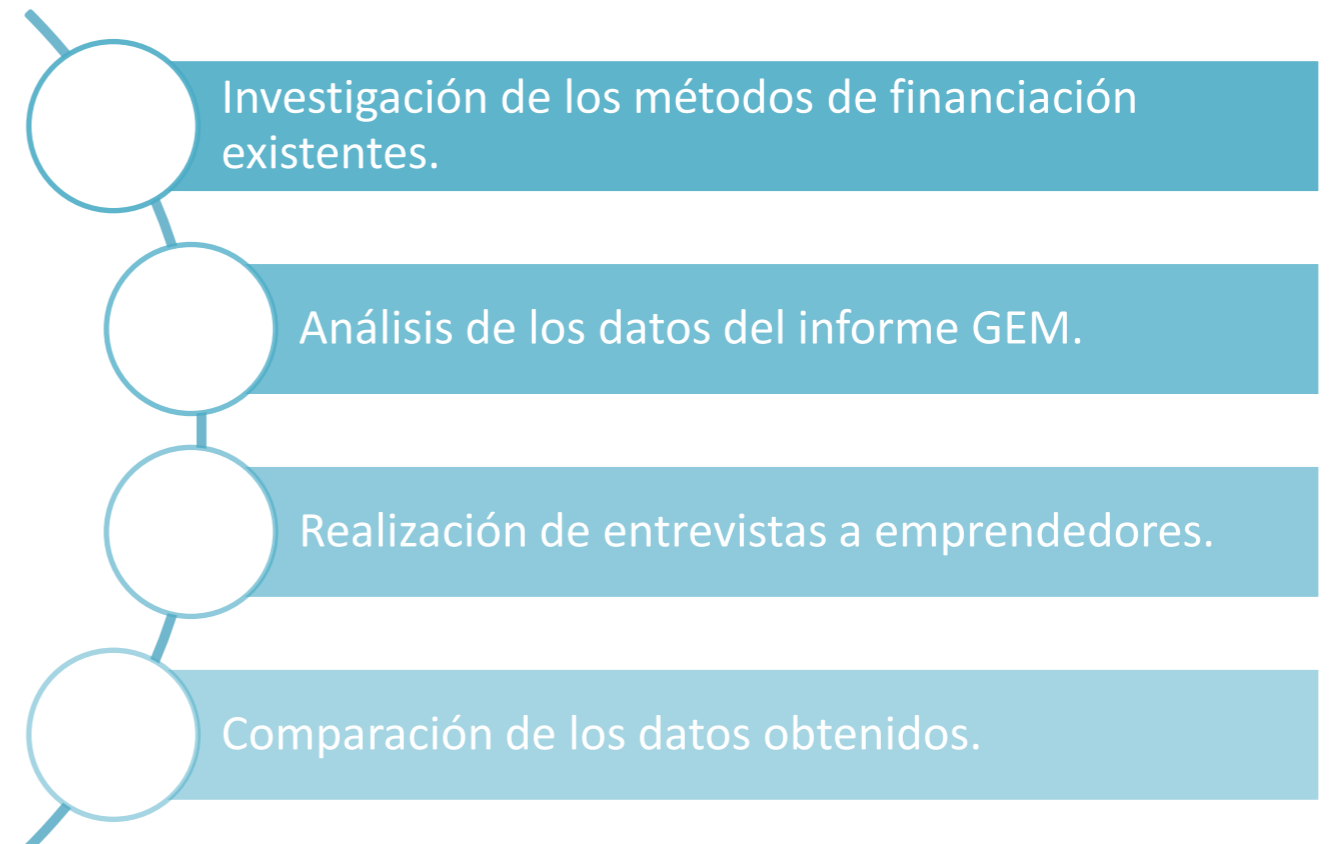 Investigación de los métodos de financiación
existentes.
Análisis de los datos del informe GEM.
Realización de entrevistas a emprendedores.
Comparación de los datos obtenidos.